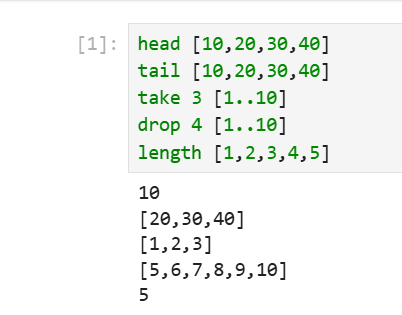 [1]: head [10,20,30,40]
tail [10,20,30,40]
take 3 [1..10]
drop 4 [1..10]
length [1,2,3,4,5]
10
[20,30,40]
[1,2,3]
[5,6,7,8,9,10]
5